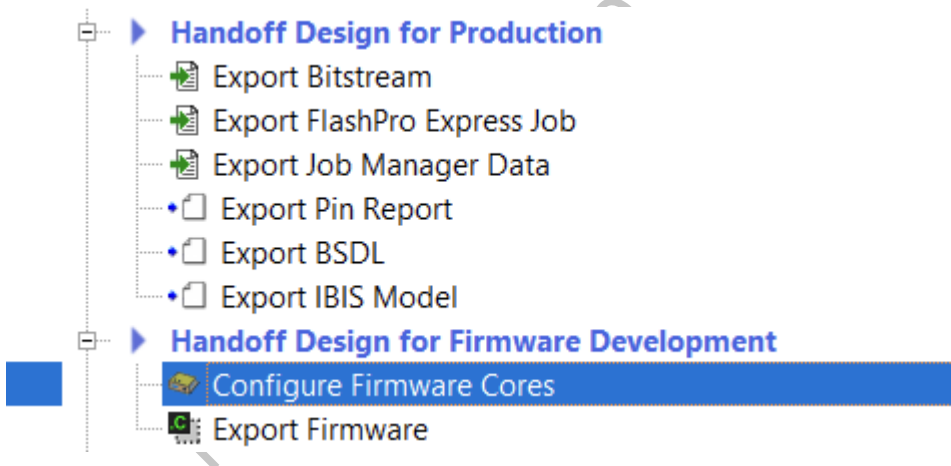 Handoff Design for Production
Export Bitstream
Export FlashPro Express Job
Export Job Manager Data
Export Pin Report
Export BSDL
Export IBIS Model
Handoff Design for Firmware Development
Configure Firmware Cores
.C
Export Firmware